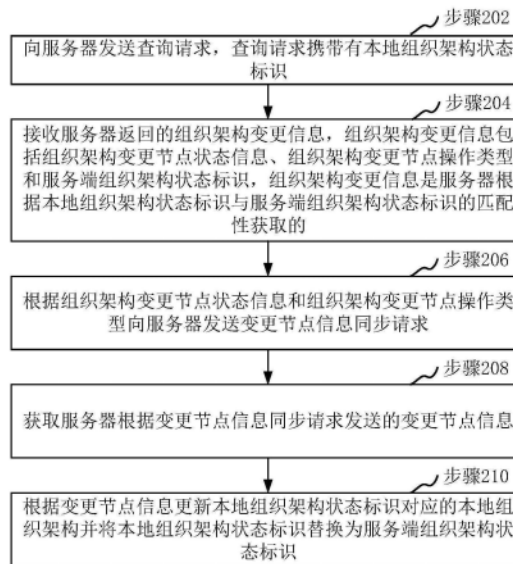 步骤202
向服务器发送查询请求，查询请求携带有本地组织架构状态
标识
步骤204
接收服务器返回的组织架构变更信息，组织架构变更信息包
括组织架构变更节点状态信息、组织架构变更节点操作类型
和服务端组织架构状态标识，组织架构变更信息是服务器根
据本地组织架构状态标识与服务端组织架构状态标识的匹配
性获取的
步骤206
根据组织架构变更节点状态信息和组织架构变更节点操作类
型向服务器发送变更节点信息同步请求
步骤208
获取服务器根据变更节点信息同步请求发送的变更节点信息
步骤210
根据变更节点信息更新本地组织架构状态标识对应的本地组
织架构并将本地组织架构状态标识替换为服务端组织架构状
态标识